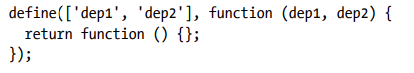 define(['dep1', 'dep2'], function (dep1, dep2) {
  return function () {};
});